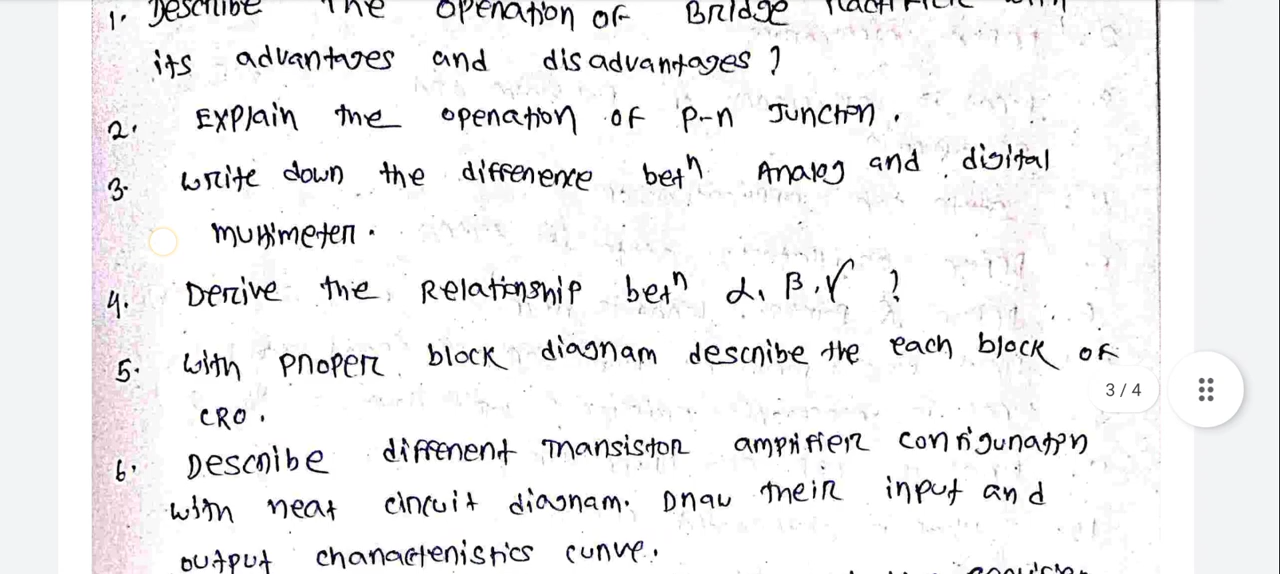 1. Describe the operation of Bridge
its advantages and disadvantages ?
2. Explain the operation of p-n Junction.
3. write down the difference betⁿ Analog and digital
multimeter.
4. Derive the Relationship betⁿ α, β, γ ?
5. with proper block diagram describe the each block of
CRO.
3 / 4
6. Describe different transistor amplifier configuration
with neat circuit diagram. Draw their input and
output characteristics curve.